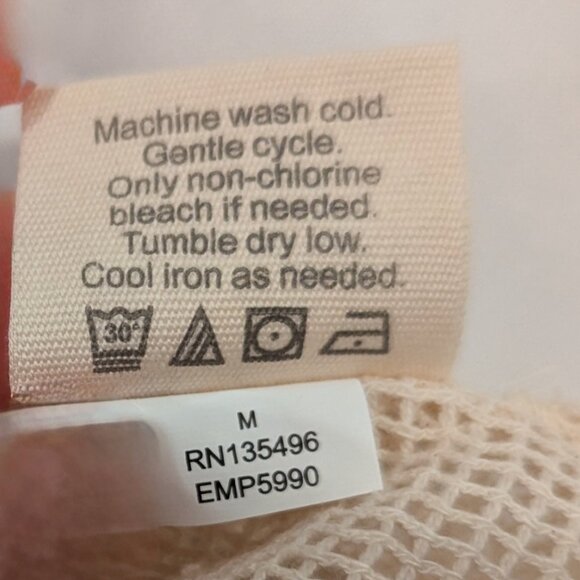 Machine wash cold.
Gentle cycle.
Only non-chlorine
bleach if needed.
Tumble dry low.
Cool iron as needed.
30°
M
RN135496
EMP5990